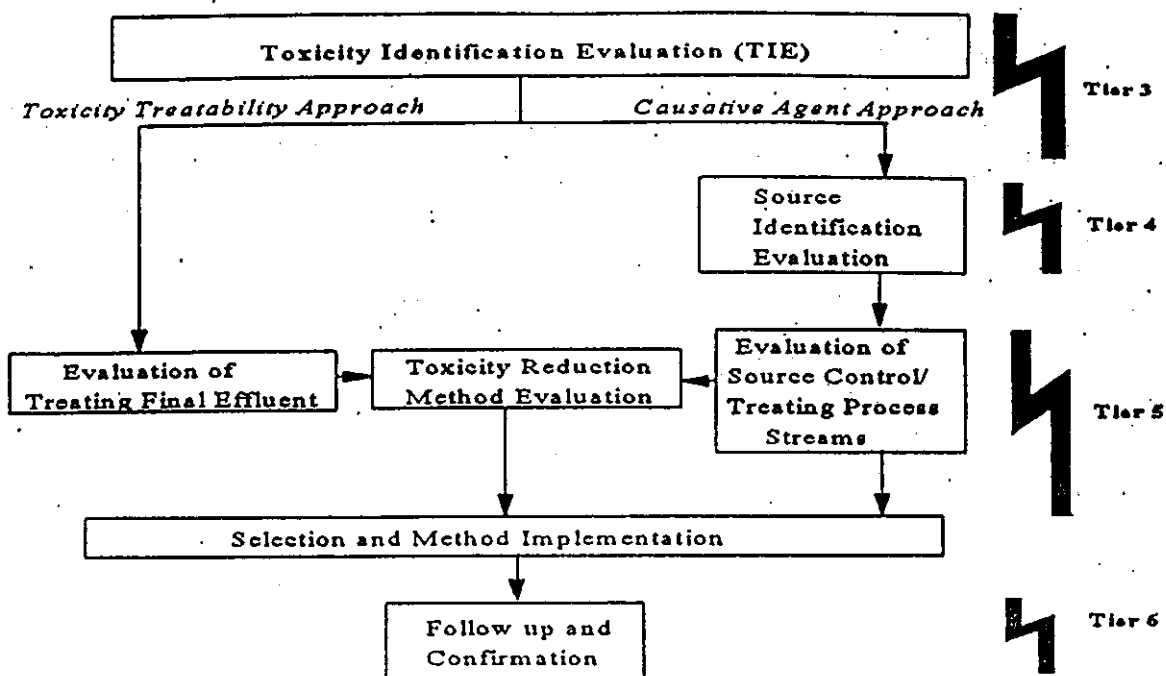 Toxicity Identification Evaluation (TIE)
Tier 3
Toxicity Treatability Approach
Causative Agent Approach
Source
Identification
Evaluation
Tier 4
Evaluation of
Treating Final Effluent
Toxicity Reduction
Method Evaluation
Evaluation of
Source Control/
Treating Process
Streams
Tier 5
Selection and Method Implementation
Follow up and
Confirmation
Tier 6